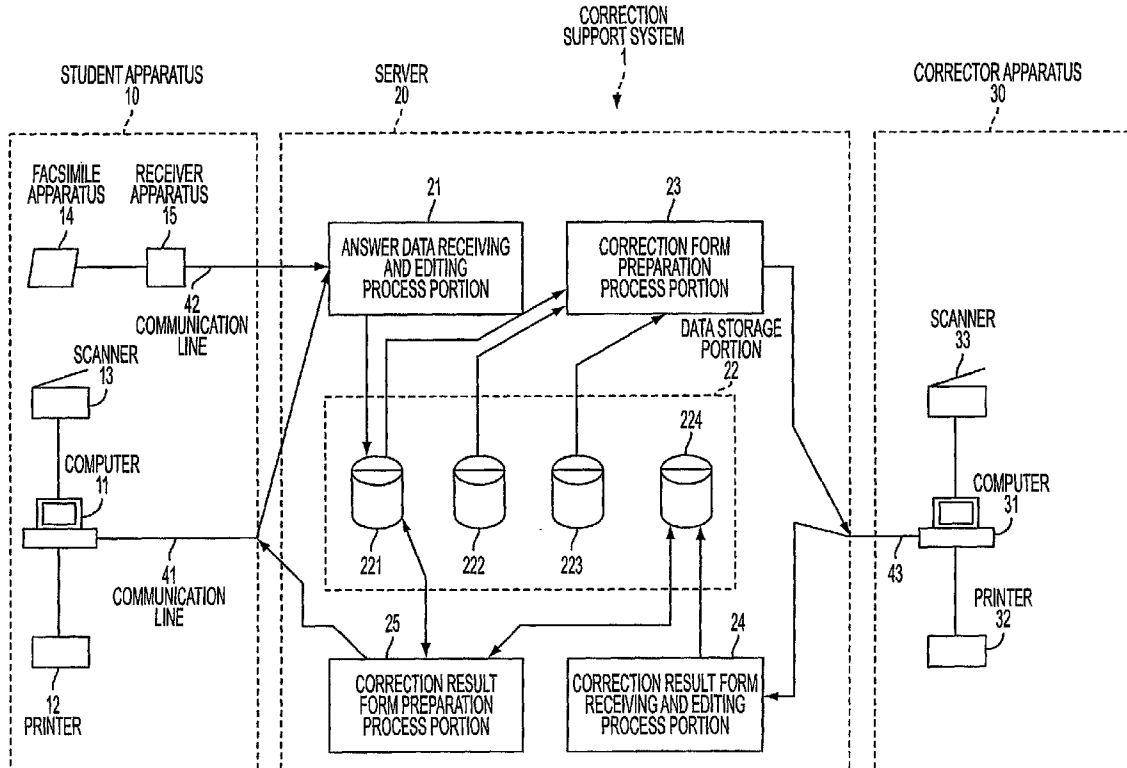 CORRECTION
SUPPORT SYSTEM
1
STUDENT APPARATUS
10
SERVER
20
CORRECTOR APPARATUS
30
FACSIMILE
APPARATUS
14
RECEIVER
APPARATUS
15
21
ANSWER DATA RECEIVING
AND EDITING
PROCESS PORTION
23
CORRECTION FORM
PREPARATION
PROCESS PORTION
42
COMMUNICATION
LINE
DATA STORAGE
PORTION
22
SCANNER
13
SCANNER
33
224
COMPUTER
11
COMPUTER
31
221
222
223
41
COMMUNICATION
LINE
43
PRINTER
32
12
PRINTER
25
CORRECTION RESULT
FORM PREPARATION
PROCESS PORTION
24
CORRECTION RESULT FORM
RECEIVING AND EDITING
PROCESS PORTION